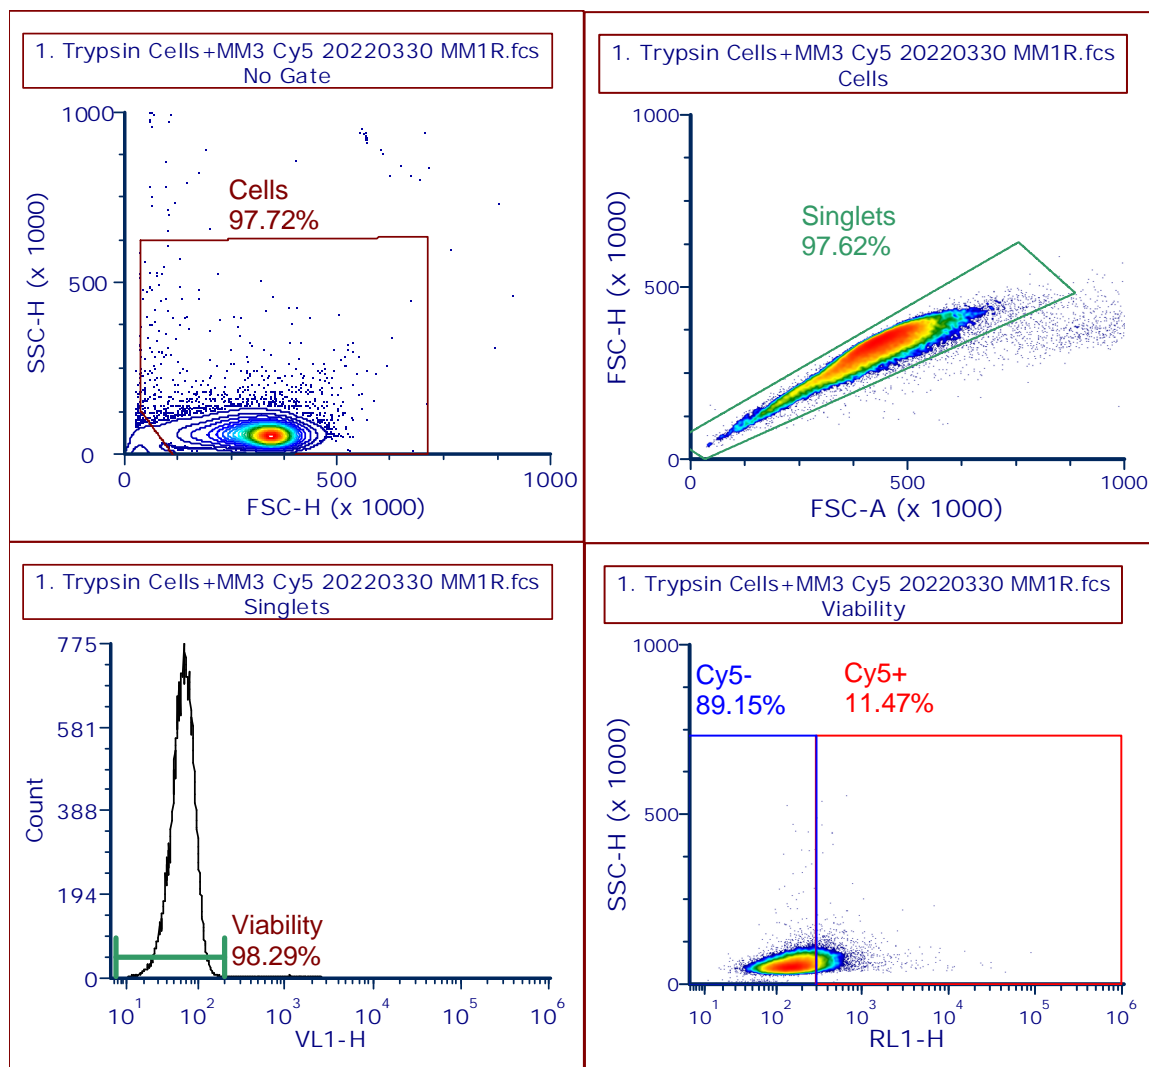 1. Trypsin Cells+MM3 Cy5 20220330 MM1R.fcs
No Gate
Cells
97.72%
1000
500
0
SSC-H (x 1000)
0 500 1000
FSC-H (x 1000)
1. Trypsin Cells+MM3 Cy5 20220330 MM1R.fcs
Cells
Singlets
97.62%
1000
500
0
FSC-H (x 1000)
0 500 1000
FSC-A (x 1000)
1. Trypsin Cells+MM3 Cy5 20220330 MM1R.fcs
Singlets
775
581
388
194
0
Count
Viability
98.29%
10^1 10^2 10^3 10^4 10^5 10^6
VL1-H
1. Trypsin Cells+MM3 Cy5 20220330 MM1R.fcs
Viability
Cy5-
89.15%
Cy5+
11.47%
1000
500
0
SSC-H (x 1000)
10^1 10^2 10^3 10^4 10^5 10^6
RL1-H